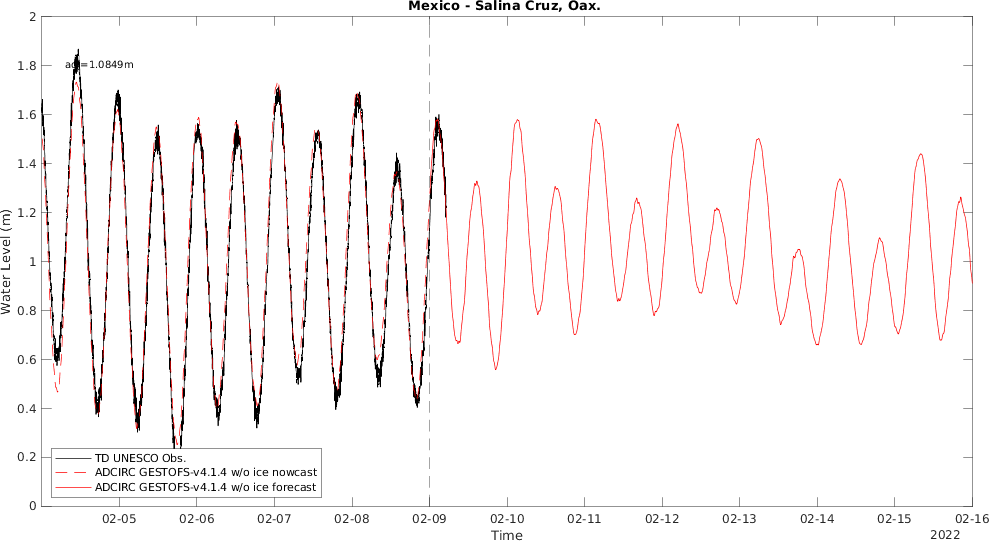 Mexico - Salina Cruz, Oax.
2
1.8
1.6
1.4
1.2
1
0.8
0.6
0.4
0.2
0
Water Level (m)
=1.0849m
TD UNESCO Obs.
ADCIRC GESTOFS-v4.1.4 w/o ice nowcast
ADCIRC GESTOFS-v4.1.4 w/o ice forecast
02-05 02-06 02-07 02-08 02-09 02-10 02-11 02-12 02-13 02-14 02-15 02-16
Time
2022